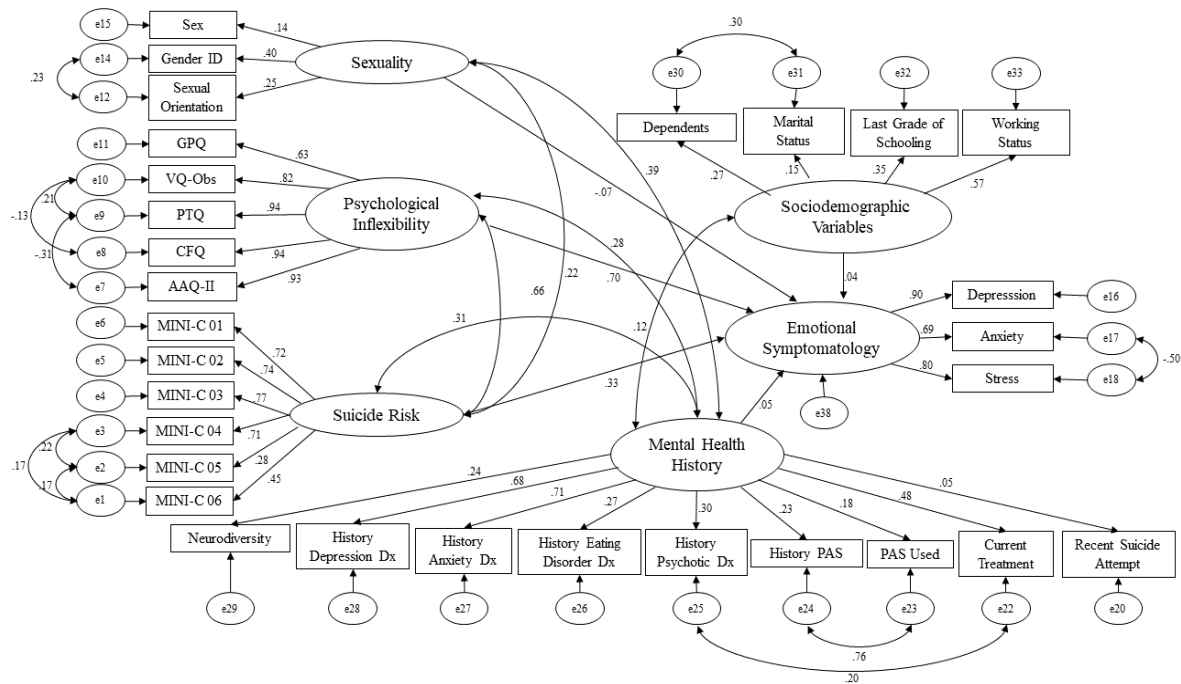 e15
Sex
.14
e14
Gender ID
.40
Sexuality
.23
e12
Sexual
Orientation
.25
e11
GPQ
.63
e10
VQ-Obs
.82
.21
e9
PTQ
.94
Psychological
Inflexibility
-.13
e8
CFQ
.94
-.31
e7
AAQ-II
.93
e6
MINI-C 01
.72
e5
MINI-C 02
.74
e4
MINI-C 03
.77
Suicide Risk
e3
MINI-C 04
.71
.22
e2
MINI-C 05
.28
.17
.17
e1
MINI-C 06
.45
.30
e30
e31
e32
e33
Dependents
Marital
Status
Last Grade of
Schooling
Working
Status
.27
.15
.35
.57
Sociodemographic
Variables
.39
-.07
.28
.70
.22
.66
.31
.12
.33
.04
Emotional
Symptomatology
.90
Depresssion
e16
.69
Anxiety
e17
-.50
.80
Stress
e18
.05
e38
Mental Health
History
.24
.68
.71
.27
.30
.23
.18
.48
.05
Neurodiversity
History
Depression Dx
History
Anxiety Dx
History Eating
Disorder Dx
History
Psychotic Dx
History PAS
PAS Used
Current
Treatment
Recent Suicide
Attempt
e29
e28
e27
e26
e25
e24
e23
e22
e20
.76
.20